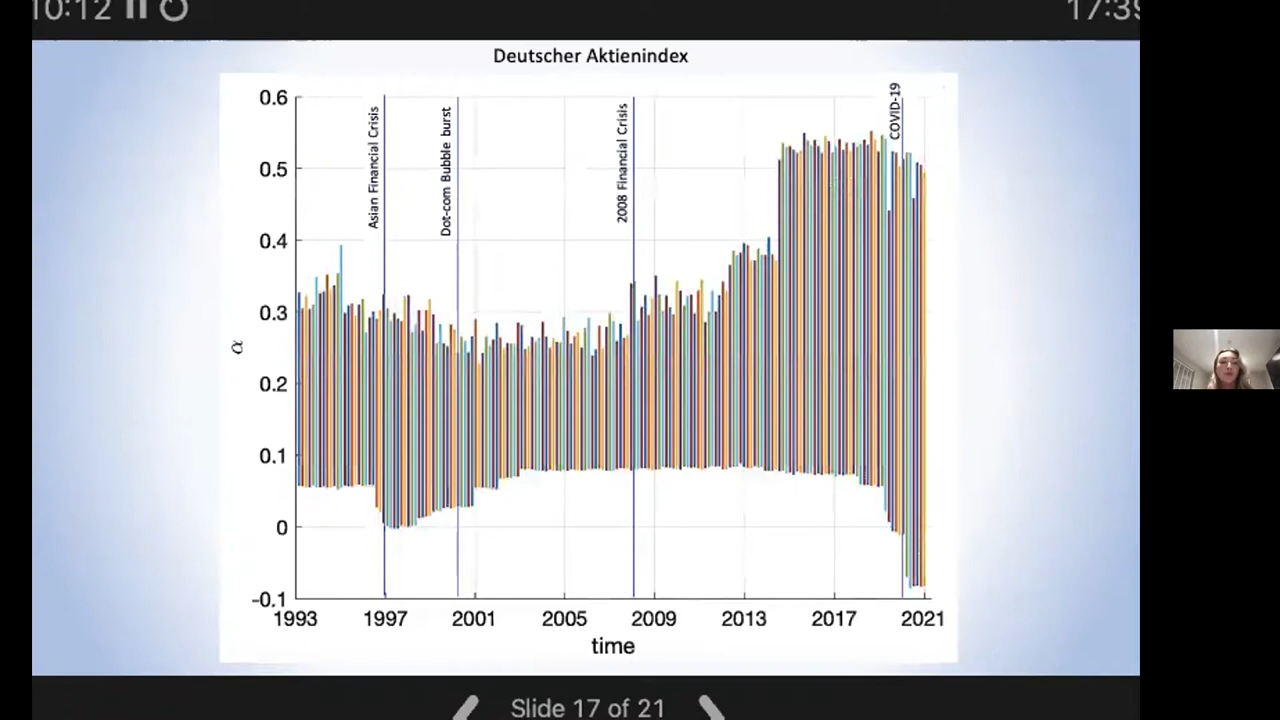 10:12
17:39
Deutscher Aktienindex
0.6
0.5
0.4
0.3
0.2
0.1
0
-0.1
α
Asian Financial Crisis
Dot-com Bubble burst
2008 Financial Crisis
COVID-19
1993 1997 2001 2005 2009 2013 2017 2021
time
Slide 17 of 21